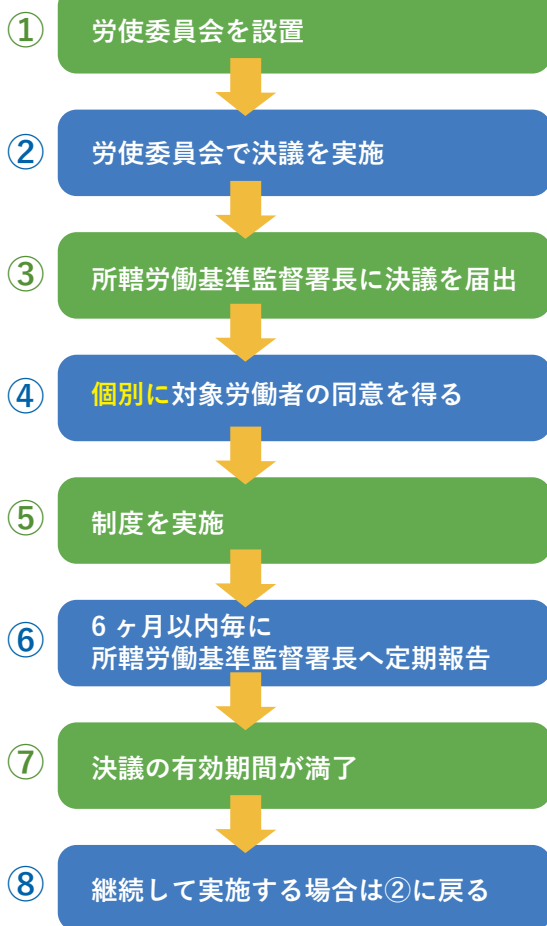 ① 労使委員会を設置
② 労使委員会で決議を実施
③ 所轄労働基準監督署長に決議を届出
④ 個別に対象労働者の同意を得る
⑤ 制度を実施
⑥ 6 ヶ月以内毎に
所轄労働基準監督署長へ定期報告
⑦ 決議の有効期間が満了
⑧ 継続して実施する場合は②に戻る